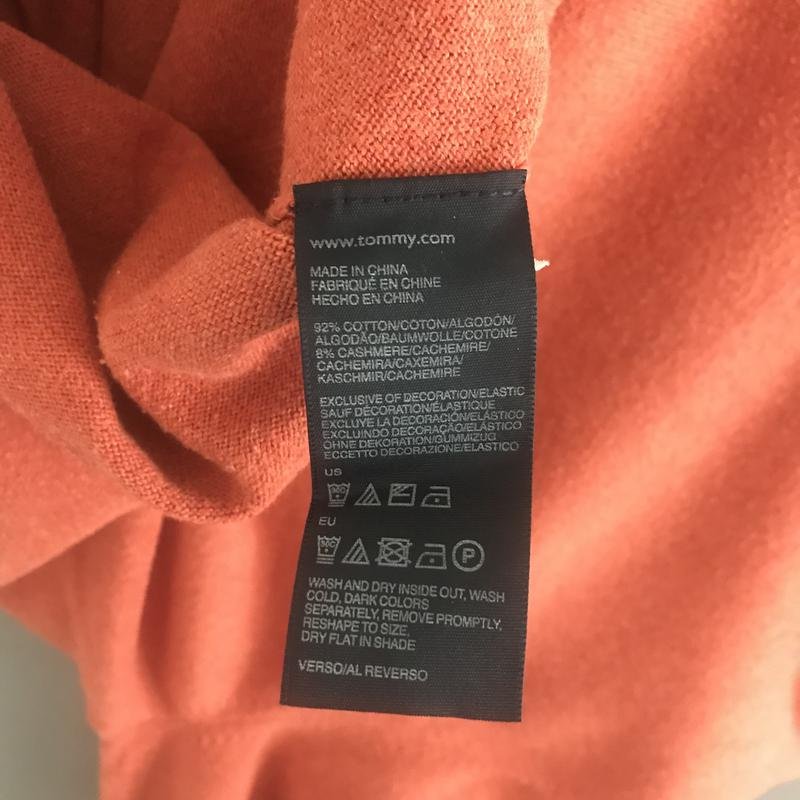 www.tommy.com
MADE IN CHINA
FABRIQUÉ EN CHINE
HECHO EN CHINA
92% COTTON/COTON/ALGODÓN/
ALGODÃO/BAUMWOLLE/COTONE
8% CASHMERE/CACHEMIRE/
CACHEMIRA/CAXEMIRA/
KASCHMIR/CACHEMIRE
EXCLUSIVE OF DECORATION/ELASTIC
SAUF DÉCORATION/ÉLASTIQUE
EXCLUYE LA DECORACIÓN/ELÁSTICO
EXCLUINDO DECORAÇÃO/ELÁSTICO
OHNE DEKORATION/GUMMIZUG
ECCETTO DECORAZIONE/ELASTICO
US
30C
EU
30C P
WASH AND DRY INSIDE OUT, WASH
COLD, DARK COLORS
SEPARATELY, REMOVE PROMPTLY,
RESHAPE TO SIZE,
DRY FLAT IN SHADE
VERSO/AL REVERSO